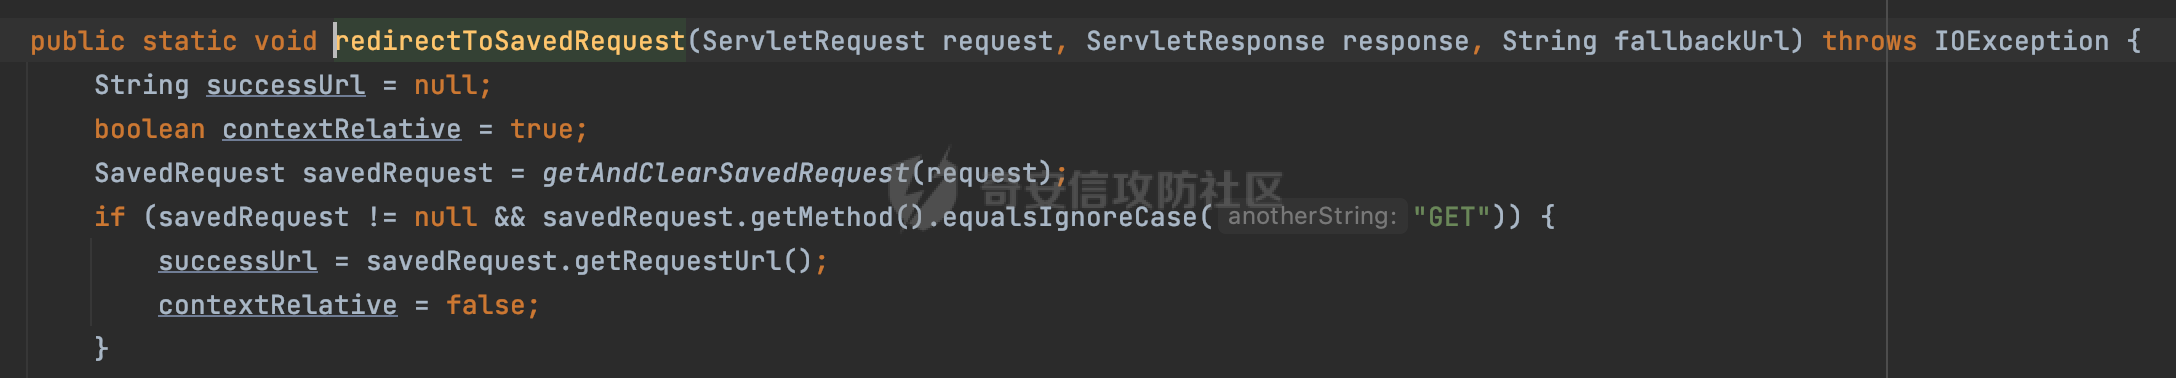 public static void redirectToSavedRequest(ServletRequest request, ServletResponse response, String fallbackUrl) throws IOException {
    String successUrl = null;
    boolean contextRelative = true;
    SavedRequest savedRequest = getAndClearSavedRequest(request);
奇安信攻防社区
    if (savedRequest != null && savedRequest.getMethod().equalsIgnoreCase( anotherString: "GET")) {
        successUrl = savedRequest.getRequestUrl();
        contextRelative = false;
    }